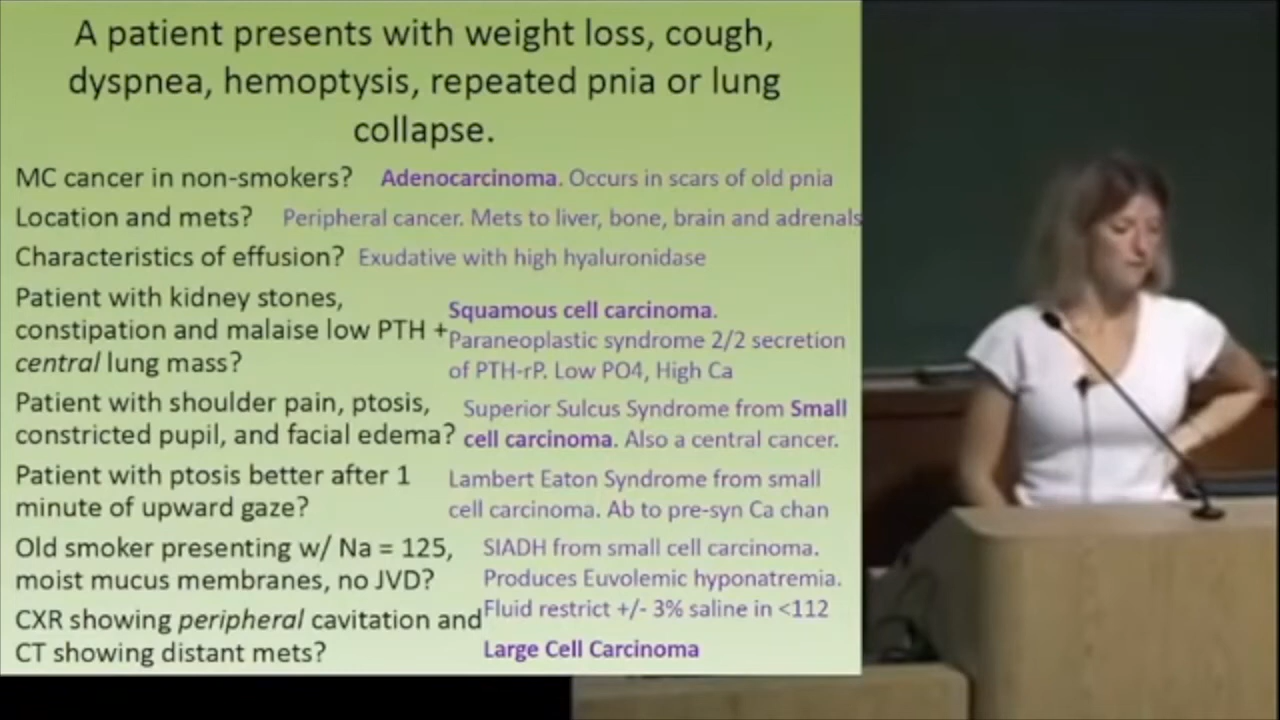 A patient presents with weight loss, cough,
dyspnea, hemoptysis, repeated pnia or lung
collapse.
MC cancer in non-smokers? Adenocarcinoma. Occurs in scars of old pnia
Location and mets? Peripheral cancer. Mets to liver, bone, brain and adrenals
Characteristics of effusion? Exudative with high hyaluronidase
Patient with kidney stones,
constipation and malaise low PTH +
central lung mass?
Squamous cell carcinoma.
Paraneoplastic syndrome 2/2 secretion
of PTH-rP. Low PO4, High Ca
Patient with shoulder pain, ptosis,
constricted pupil, and facial edema?
Superior Sulcus Syndrome from Small
cell carcinoma. Also a central cancer.
Patient with ptosis better after 1
minute of upward gaze?
Lambert Eaton Syndrome from small
cell carcinoma. Ab to pre-syn Ca chan
Old smoker presenting w/ Na = 125,
moist mucus membranes, no JVD?
SIADH from small cell carcinoma.
Produces Euvolemic hyponatremia.
Fluid restrict +/- 3% saline in <112
CXR showing peripheral cavitation and
CT showing distant mets?
Large Cell Carcinoma